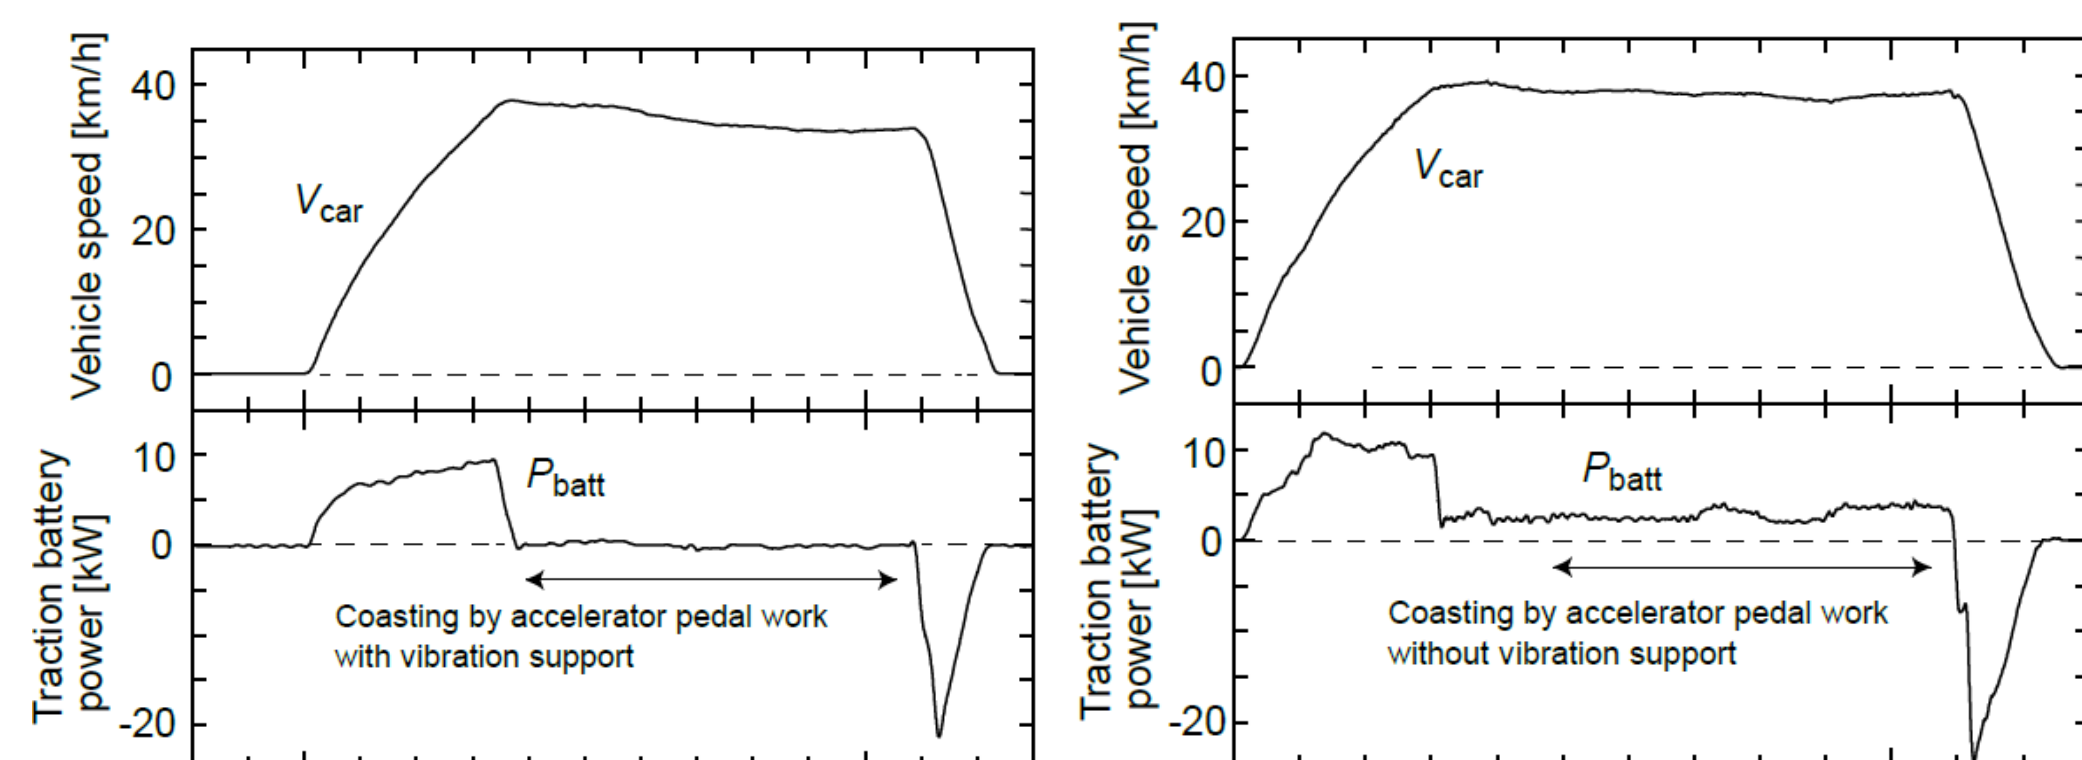 Vehicle speed [km/h]
40
20
0
Vcar
Traction battery
power [kW]
10
0
-20
Pbatt
Coasting by accelerator pedal work
with vibration support
Vehicle speed [km/h]
40
20
0
Vcar
Traction battery
power [kW]
10
0
-20
Pbatt
Coasting by accelerator pedal work
without vibration support